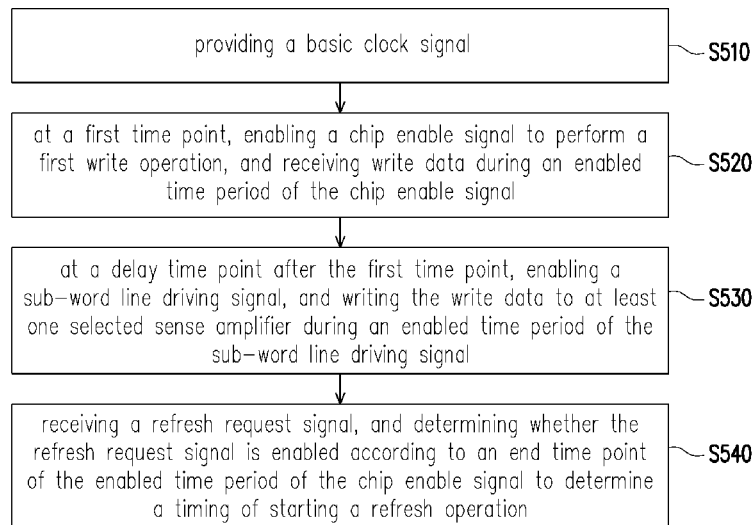 providing a basic clock signal
S510
at a first time point, enabling a chip enable signal to perform a
first write operation, and receiving write data during an enabled
time period of the chip enable signal
S520
at a delay time point after the first time point, enabling a
sub-word line driving signal, and writing the write data to at least
one selected sense amplifier during an enabled time period of the
sub-word line driving signal
S530
receiving a refresh request signal, and determining whether the
refresh request signal is enabled according to an end time point
of the enabled time period of the chip enable signal to determine
a timing of starting a refresh operation
S540